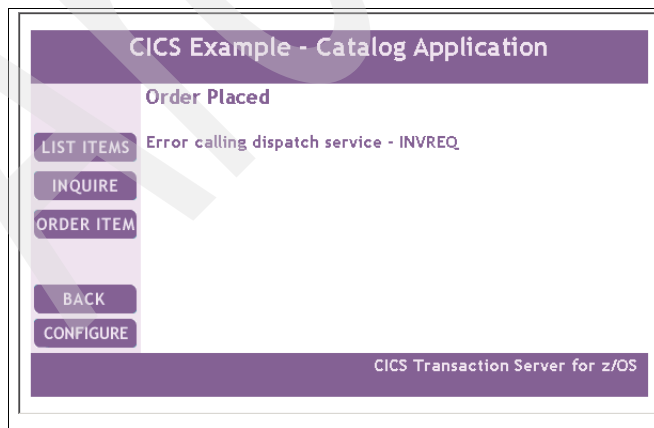 CICS Example - Catalog Application
Order Placed
Error calling dispatch service - INVREQ
LIST ITEMS
INQUIRE
ORDER ITEM
BACK
CONFIGURE
CICS Transaction Server for z/OS